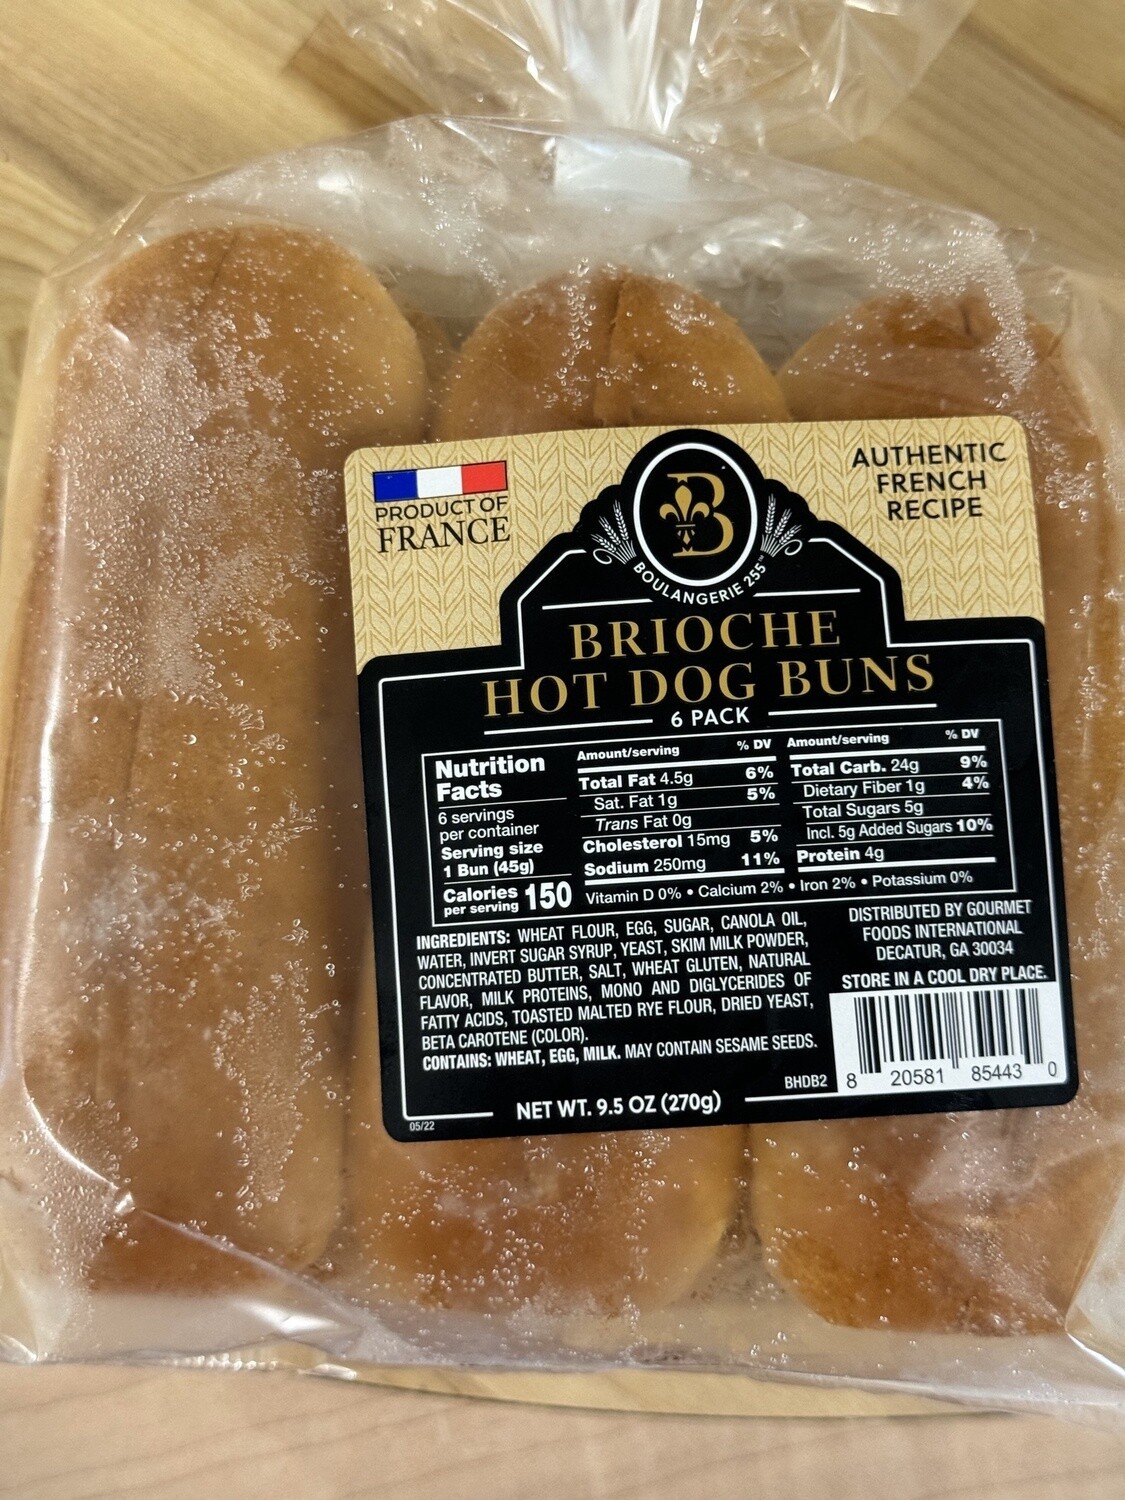 PRODUCT OF
FRANCE
B
BOULANGERIE 255™
AUTHENTIC
FRENCH
RECIPE
BRIOCHE
HOT DOG BUNS
6 PACK
Nutrition
Facts
6 servings
per container
Serving size
1 Bun (45g)
Calories 150
per serving
Amount/serving % DV
Total Fat 4.5g 6%
Sat. Fat 1g 5%
Trans Fat 0g
Cholesterol 15mg 5%
Sodium 250mg 11%
Amount/serving % DV
Total Carb. 24g 9%
Dietary Fiber 1g 4%
Total Sugars 5g
Incl. 5g Added Sugars 10%
Protein 4g
Vitamin D 0% • Calcium 2% • Iron 2% • Potassium 0%
INGREDIENTS: WHEAT FLOUR, EGG, SUGAR, CANOLA OIL,
WATER, INVERT SUGAR SYRUP, YEAST, SKIM MILK POWDER,
CONCENTRATED BUTTER, SALT, WHEAT GLUTEN, NATURAL
FLAVOR, MILK PROTEINS, MONO AND DIGLYCERIDES OF
FATTY ACIDS, TOASTED MALTED RYE FLOUR, DRIED YEAST,
BETA CAROTENE (COLOR).
CONTAINS: WHEAT, EGG, MILK. MAY CONTAIN SESAME SEEDS.
DISTRIBUTED BY GOURMET
FOODS INTERNATIONAL
DECATUR, GA 30034
STORE IN A COOL DRY PLACE.
BHDB2
8 20581 85443 0
NET WT. 9.5 OZ (270g)
05/22